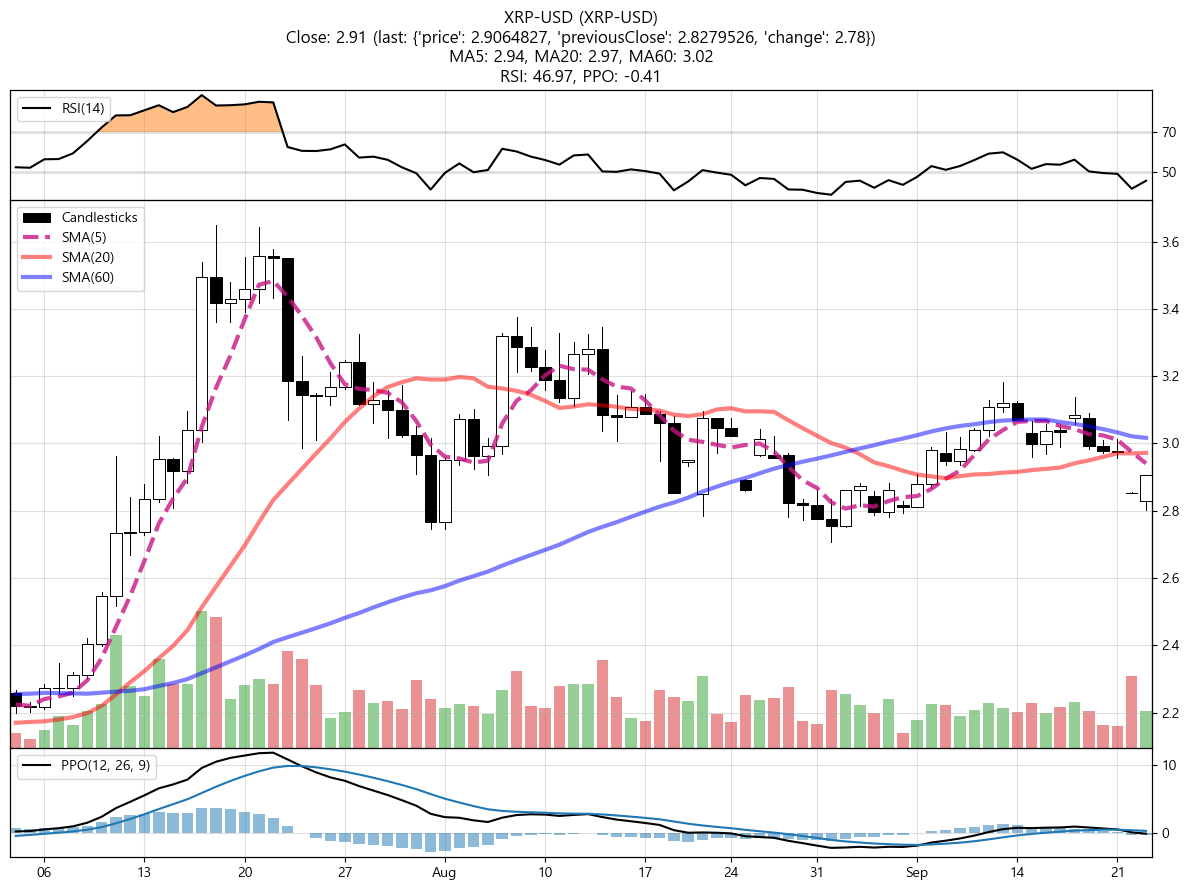 XRP-USD (XRP-USD)
Close: 2.91 (last: {'price': 2.9064827, 'previousClose': 2.8279526, 'change': 2.78})
MA5: 2.94, MA20: 2.97, MA60: 3.02
RSI: 46.97, PPO: -0.41
RSI(14)
70
50
Candlesticks
SMA(5)
SMA(20)
SMA(60)
3.6
3.4
3.2
3.0
2.8
2.6
2.4
2.2
PPO(12, 26, 9)
10
0
06 13 20 27 Aug 10 17 24 31 Sep 14 21